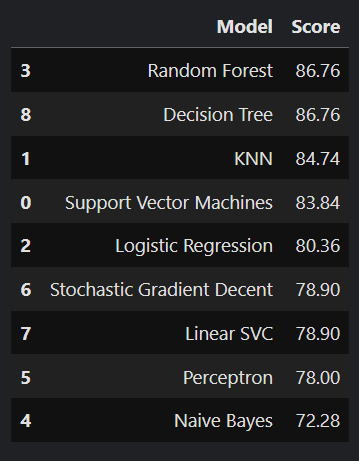 Model Score
3 Random Forest 86.76
8 Decision Tree 86.76
1 KNN 84.74
0 Support Vector Machines 83.84
2 Logistic Regression 80.36
6 Stochastic Gradient Decent 78.90
7 Linear SVC 78.90
5 Perceptron 78.00
4 Naive Bayes 72.28